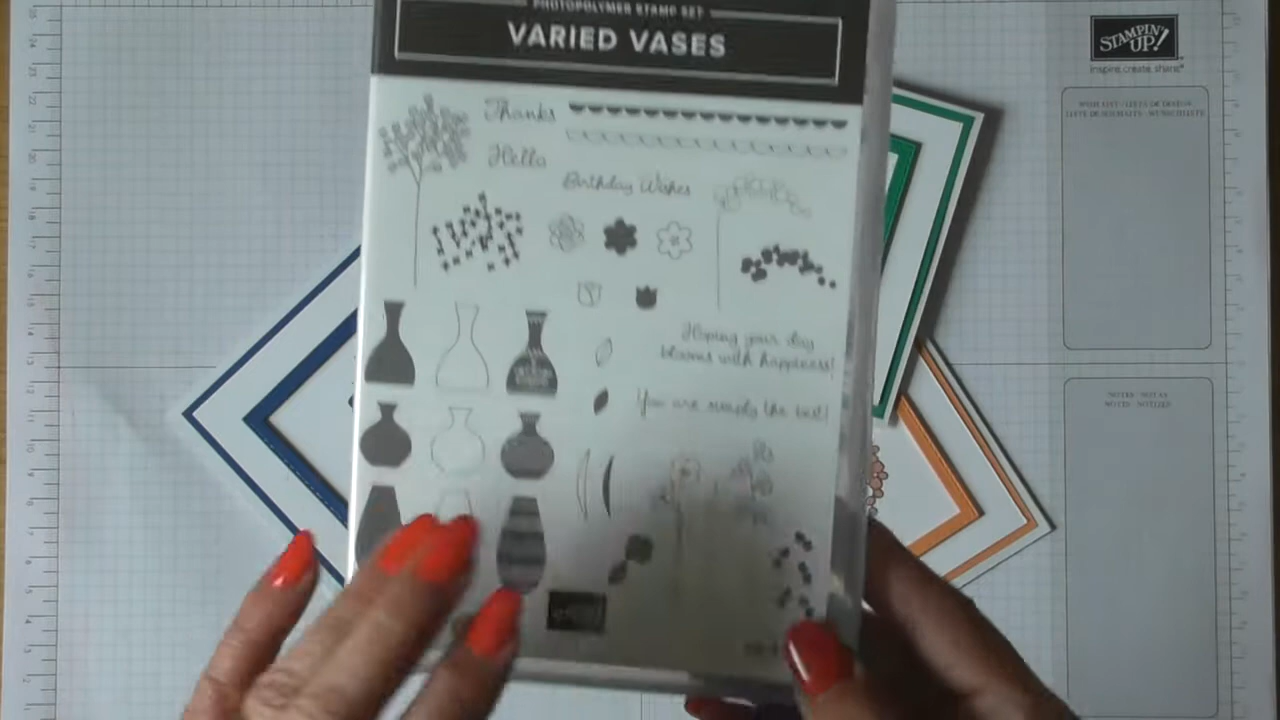 PHOTOPOLYMER STAMP SET
VARIED VASES
STAMPIN' UP!
inspire. create. share.
Thanks
Hello
Birthday Wishes
Hoping your day
blooms with happiness!
You are simply the best!